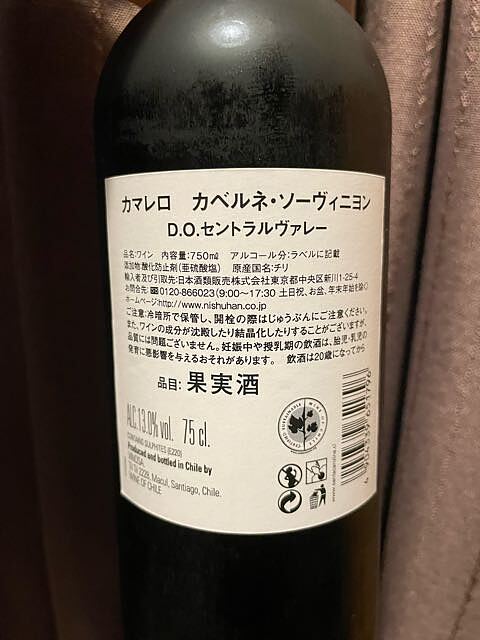 カマレロ　カベルネ・ソーヴィニヨン
D.O.セントラルヴァレー
品名:ワイン　内容量:750㎖　アルコール分:ラベルに記載
添加物:酸化防止剤(亜硫酸塩)　原産国名:チリ
輸入者及び引取先:日本酒類販売株式会社東京都中央区新川1-25-4
お問合先:0120-866023(9:00〜17:30 土日祝、お盆、年末年始を除く)
ホームページ:http://www.nishuhan.co.jp/
ご注意:冷暗所で保管し、開栓の際はじゅうぶんにご注意ください。
また、ワインの成分が沈殿したり結晶化したりすることがございますが、
品質には問題ございません。妊娠中や授乳期の飲酒は、胎児・乳児の
発育に悪影響を与えるおそれがあります。　飲酒は20歳になってから
品目:果実酒
ALC.13.0%vol. 75 cl.
CONTAINS SULPHITES (E220)
Produced and bottled in Chile by
2228, Macul, Santiago, Chile.
WINE OF CHILE
CERTIFIED SUSTAINABLE WINE OF CHILE